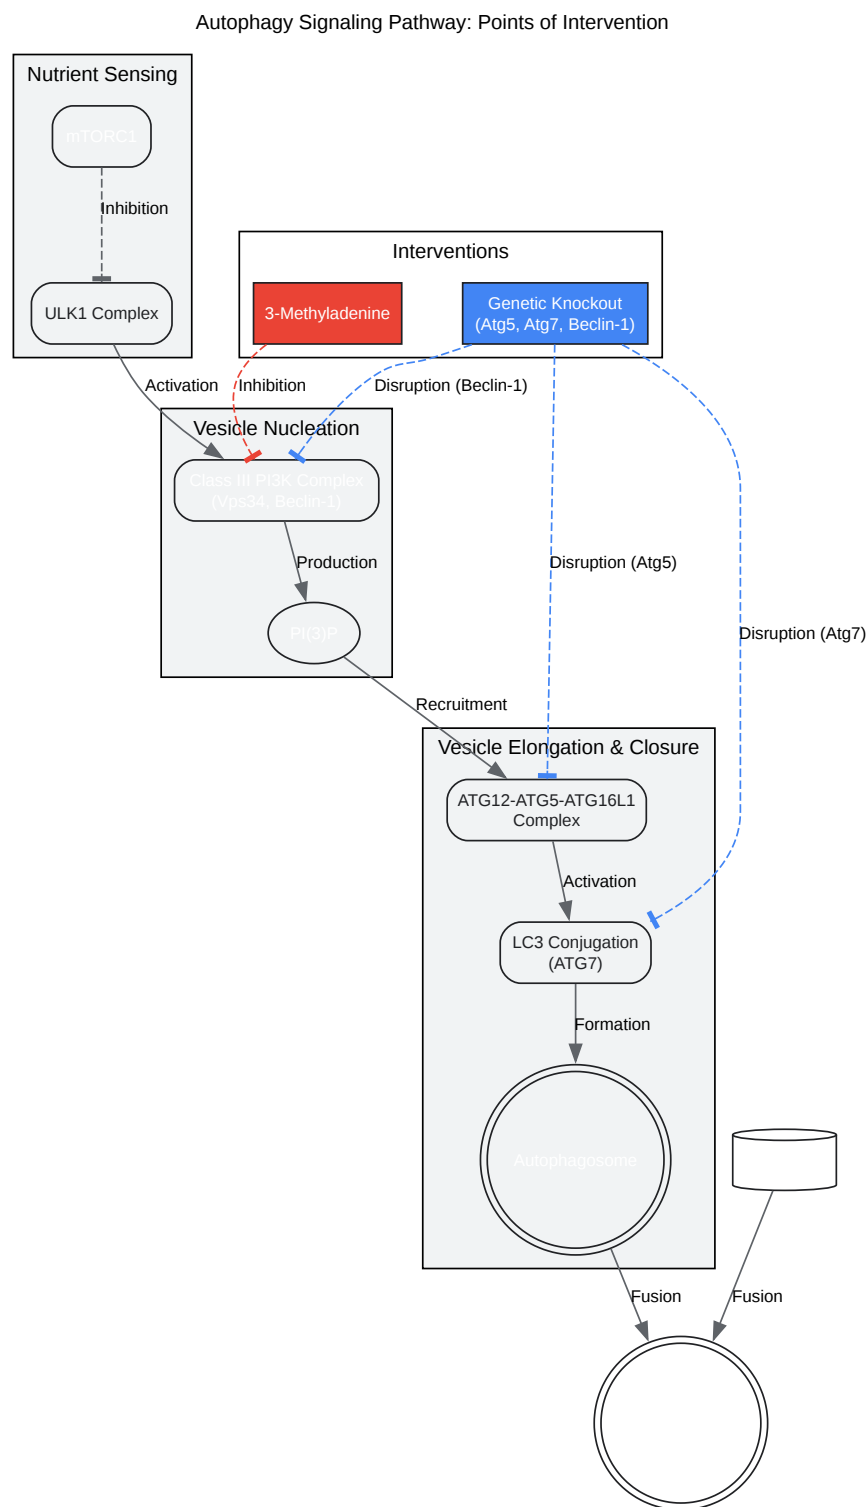 Autophagy Signaling Pathway: Points of Intervention
Nutrient Sensing
mTORC1
Inhibition
ULK1 Complex
Interventions
3-Methyladenine
Genetic Knockout
(Atg5, Atg7, Beclin-1)
Activation
Inhibition
Disruption (Beclin-1)
Vesicle Nucleation
Class III PI3K Complex
(Vps34, Beclin-1)
Production
Disruption (Atg5)
PI(3)P
Disruption (Atg7)
Recruitment
Vesicle Elongation & Closure
ATG12-ATG5-ATG16L1
Complex
Activation
LC3 Conjugation
(ATG7)
Formation
Autophagosome
Fusion
Fusion